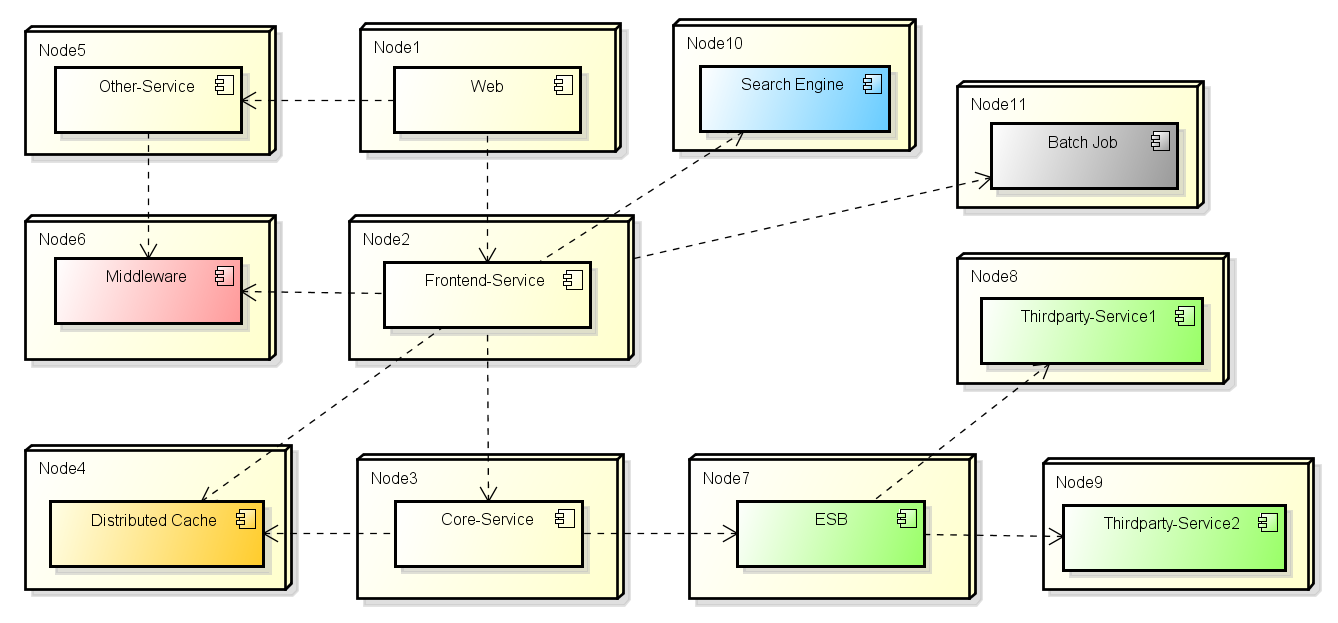 Node5
Other-Service
Node1
Web
Node10
Search Engine
Node11
Batch Job
Node6
Middleware
Node2
Frontend-Service
Node8
Thirdparty-Service1
Node4
Distributed Cache
Node3
Core-Service
Node7
ESB
Node9
Thirdparty-Service2